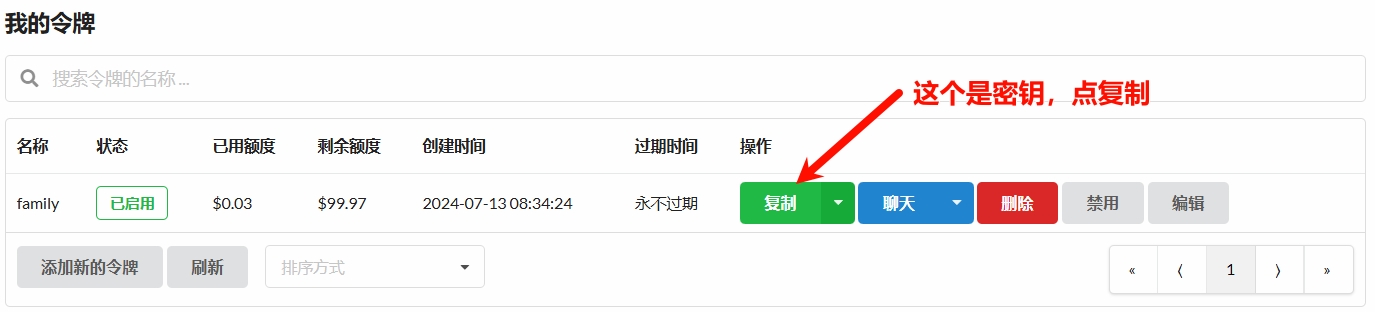 我的令牌
搜索令牌的名称 ...
这个是密钥，点复制
名称 状态 已用额度 剩余额度 创建时间 过期时间 操作
family 已启用 $0.03 $99.97 2024-07-13 08:34:24 永不过期 复制 聊天 删除 禁用 编辑
添加新的令牌 刷新 排序方式 « ⟨ 1 ⟩ »